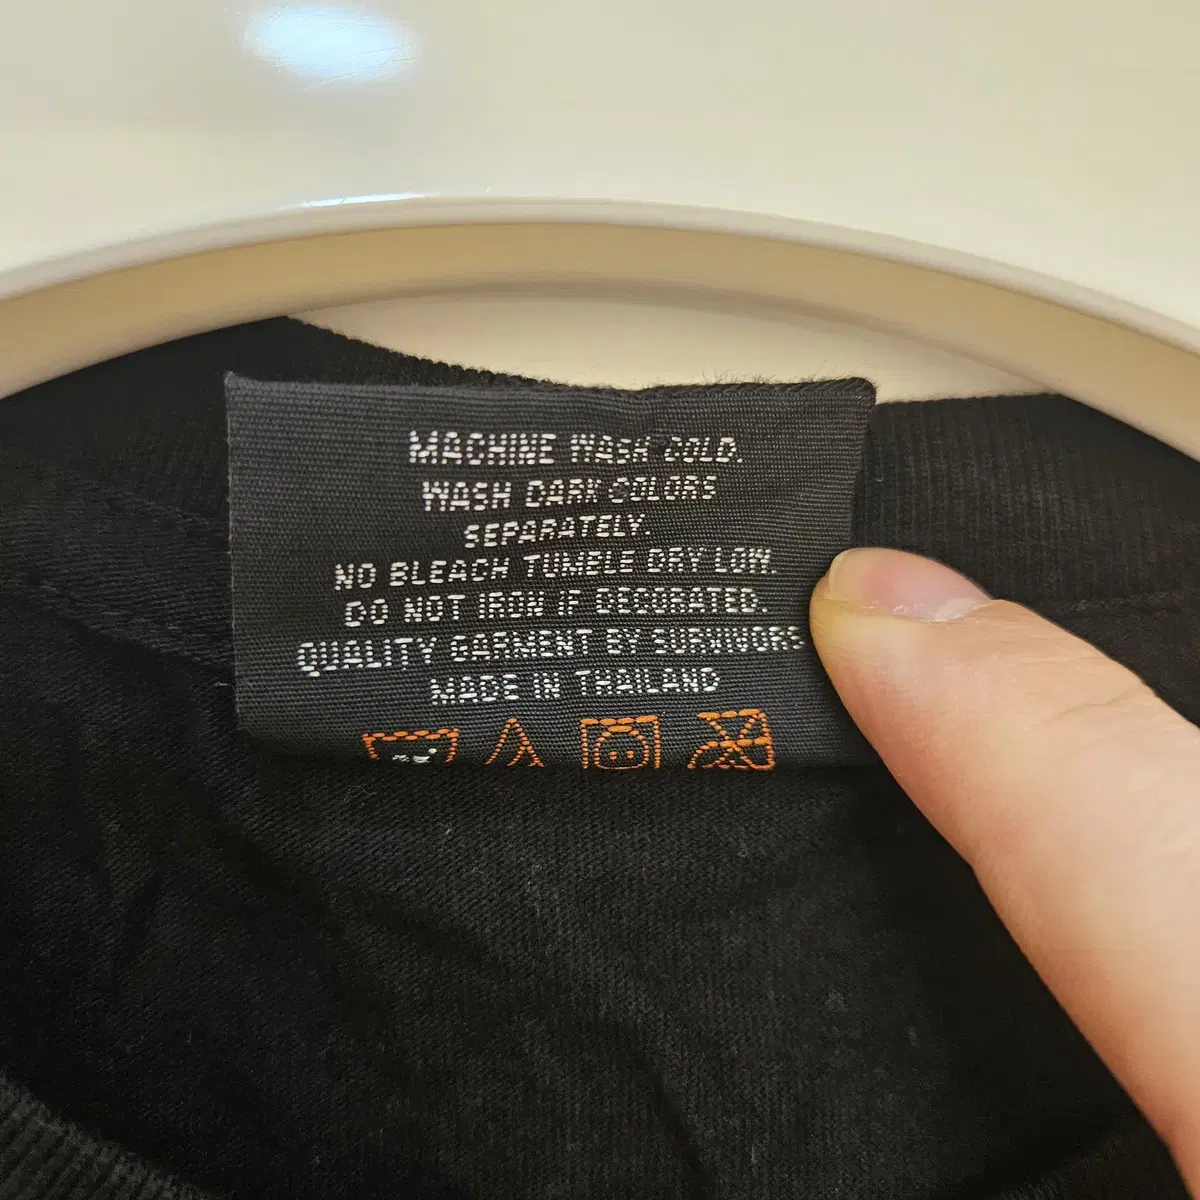 MACHINE WASH COLD.
WASH DARK COLORS
SEPARATELY.
NO BLEACH TUMBLE DRY LOW.
DO NOT IRON IF DECORATED.
QUALITY GARMENT BY SURVIVORS
MADE IN THAILAND